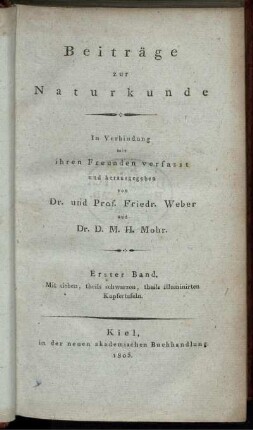 Beiträge
zur
Naturkunde
In Verbindung
mit
ihren Freunden verfasst
und herausgegeben
von
Dr. und Prof. Friedr. Weber
und
Dr. D. M. H. Mohr.
Erster Band.
Mit sieben, theils schwarzen, theils illuminirten
Kupfertafeln.
Kiel,
in der neuen akademischen Buchhandlung
1805.